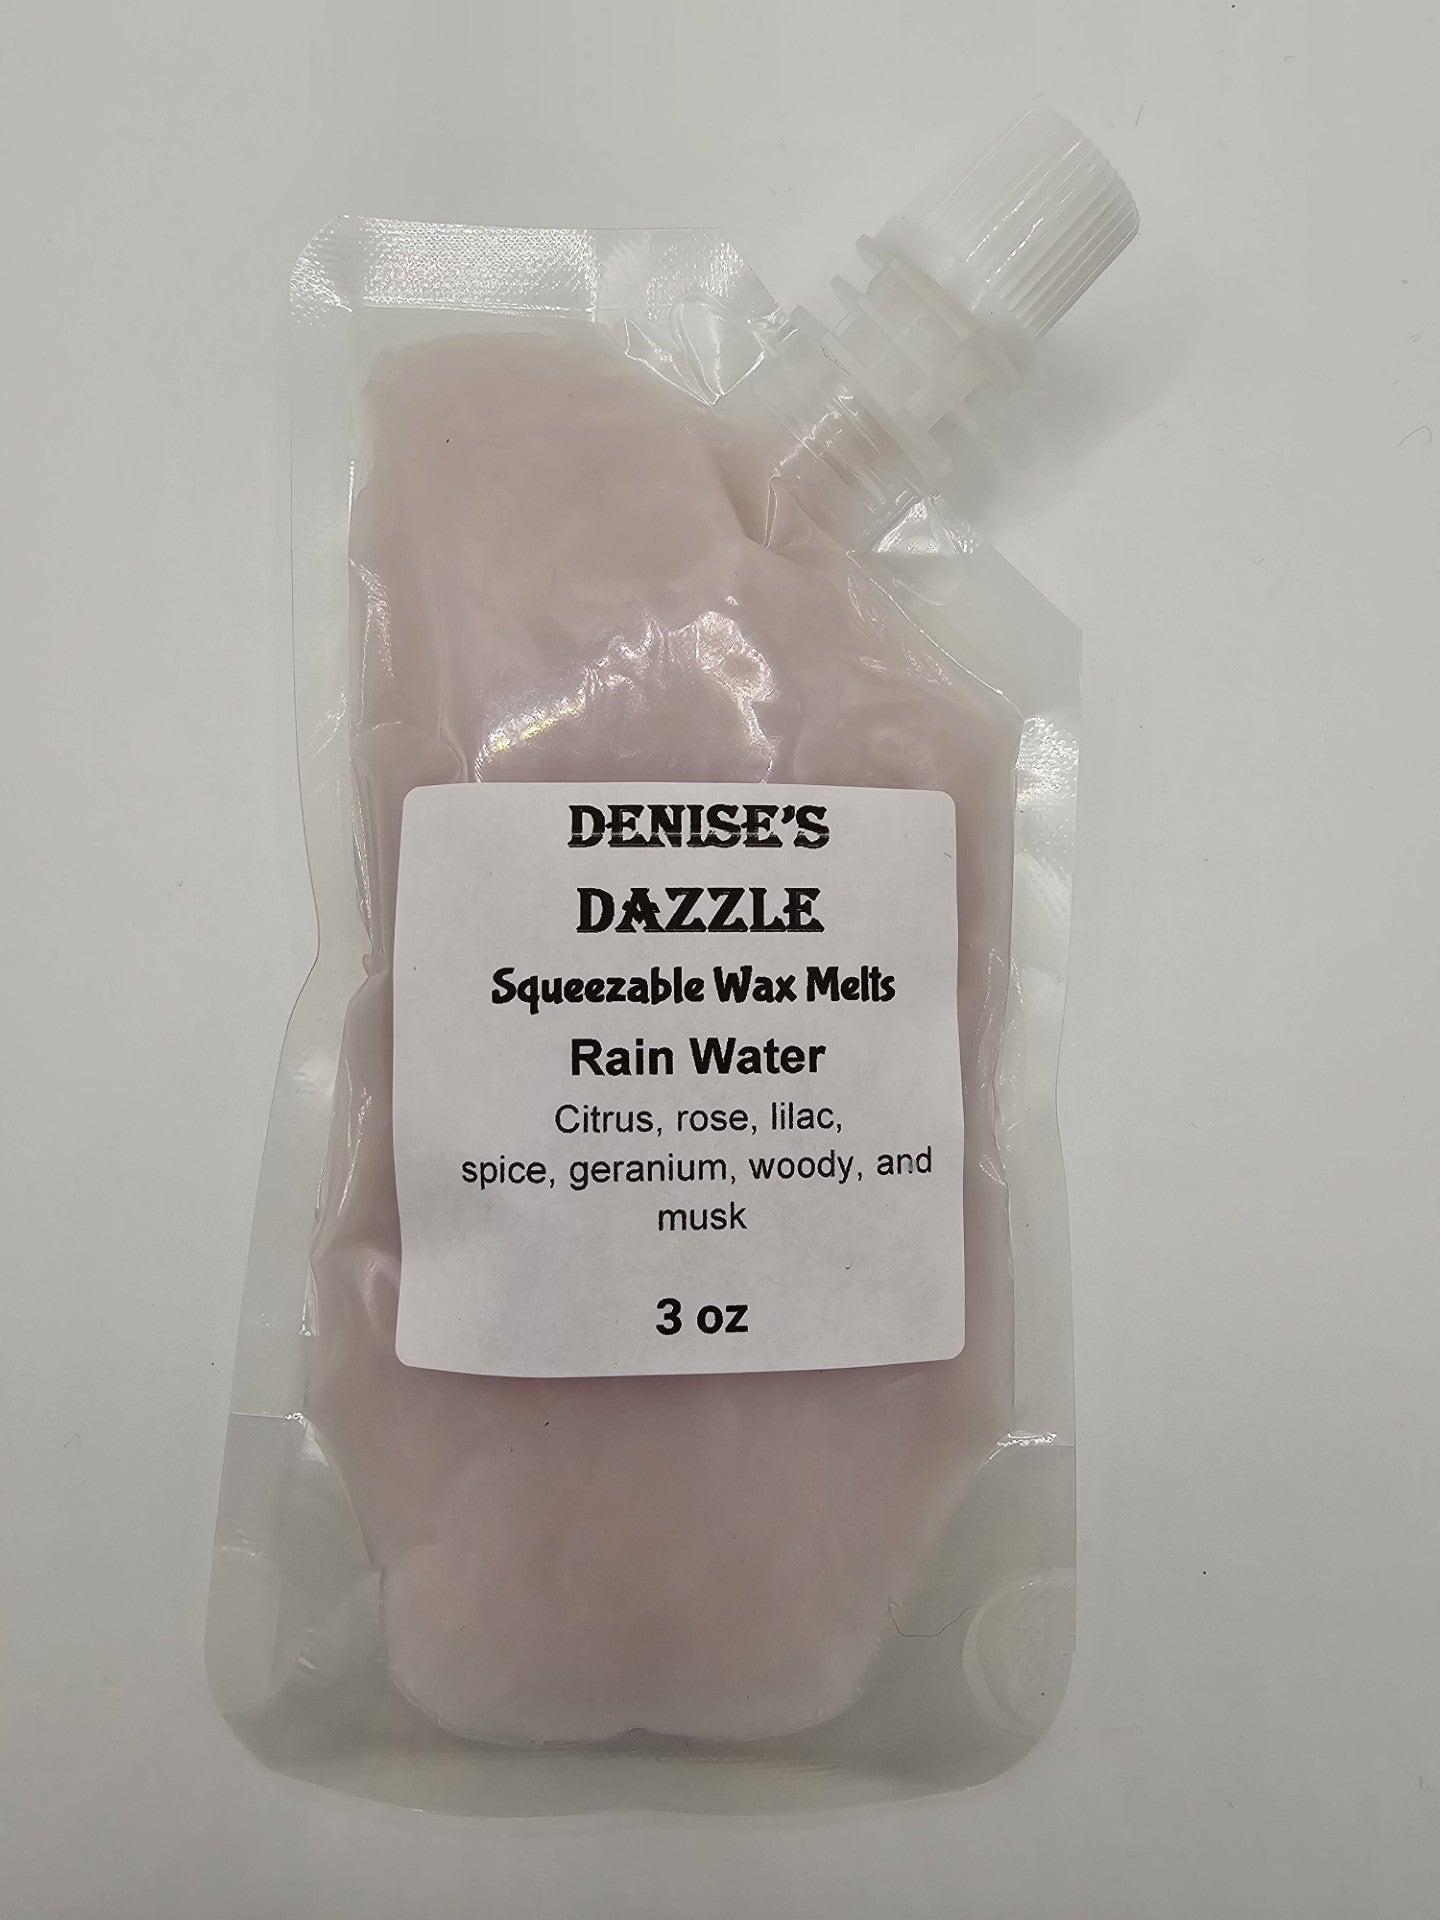 DENISE'S
DAZZLE
Squeezable Wax Melts
Rain Water
Citrus, rose, lilac,
spice, geranium, woody, and
musk
3 oz